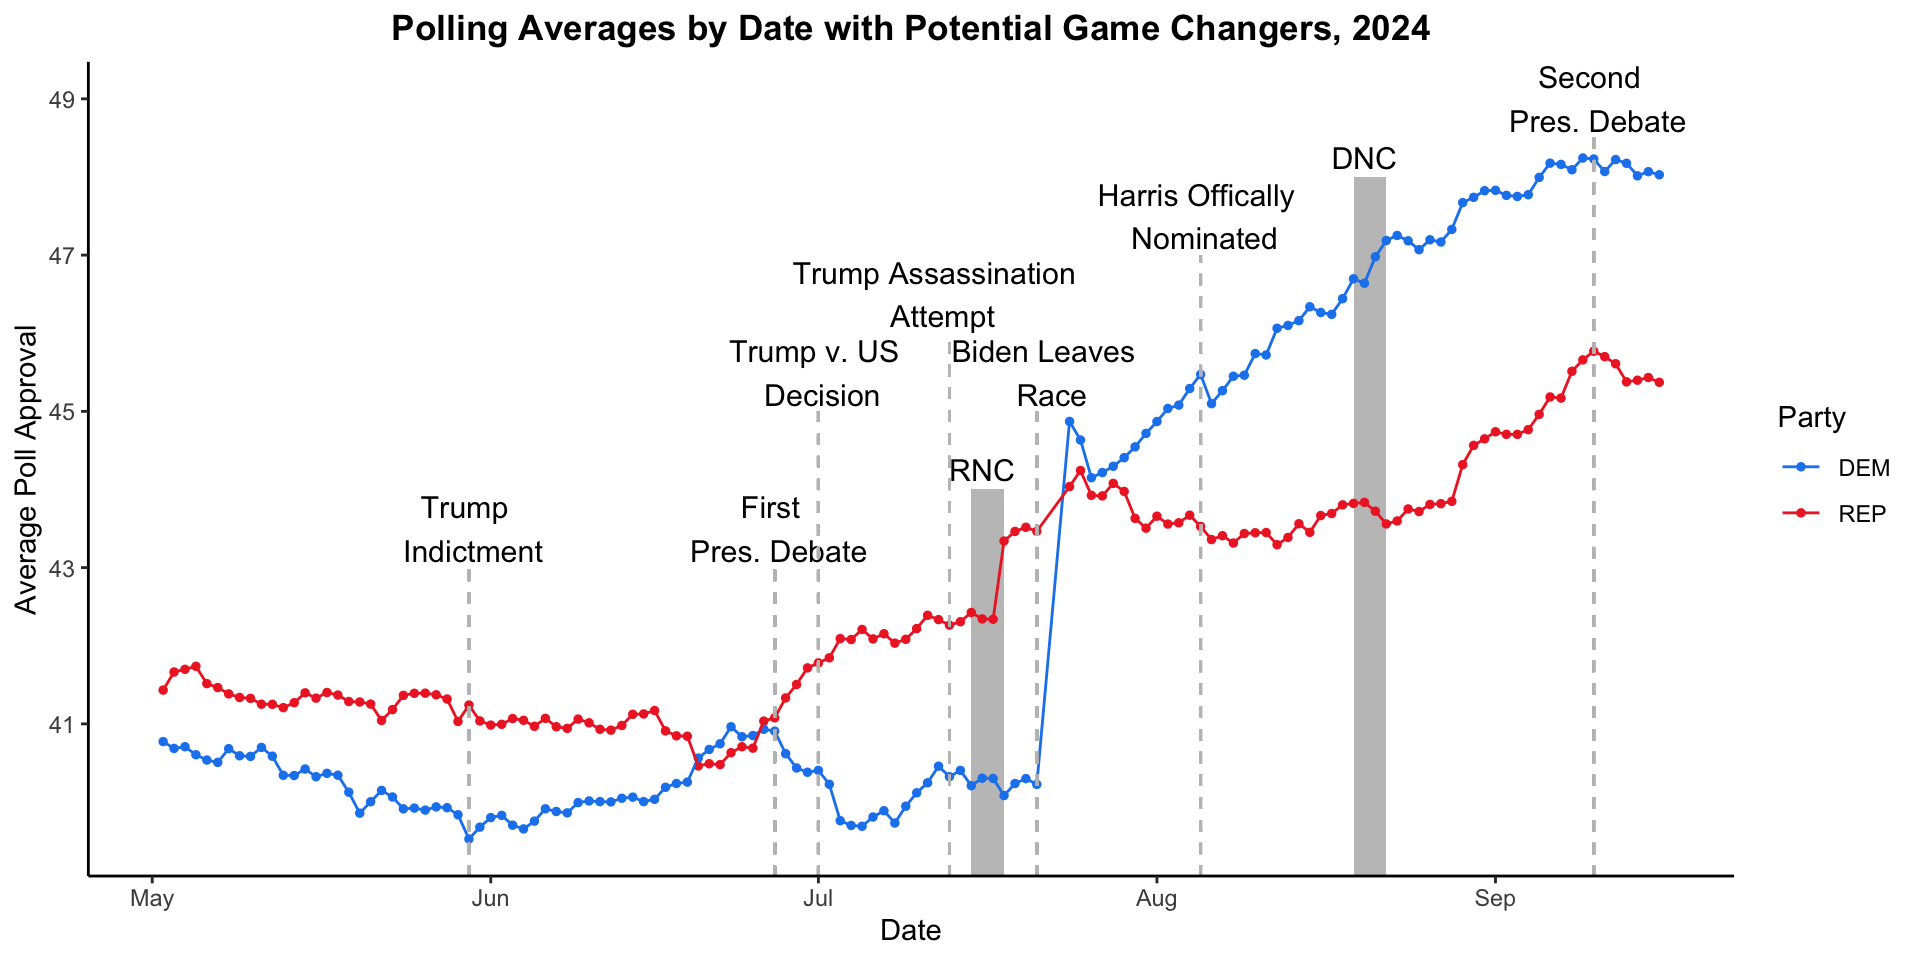 Polling Averages by Date with Potential Game Changers, 2024
Average Poll Approval
49
47
45
43
41
Second
Pres. Debate
DNC
Harris Offically
Nominated
Trump Assassination
Attempt
Trump v. US
Decision
Biden Leaves
Race
RNC
Trump
Indictment
First
Pres. Debate
Party
DEM
REP
May
Jun
Jul
Aug
Sep
Date